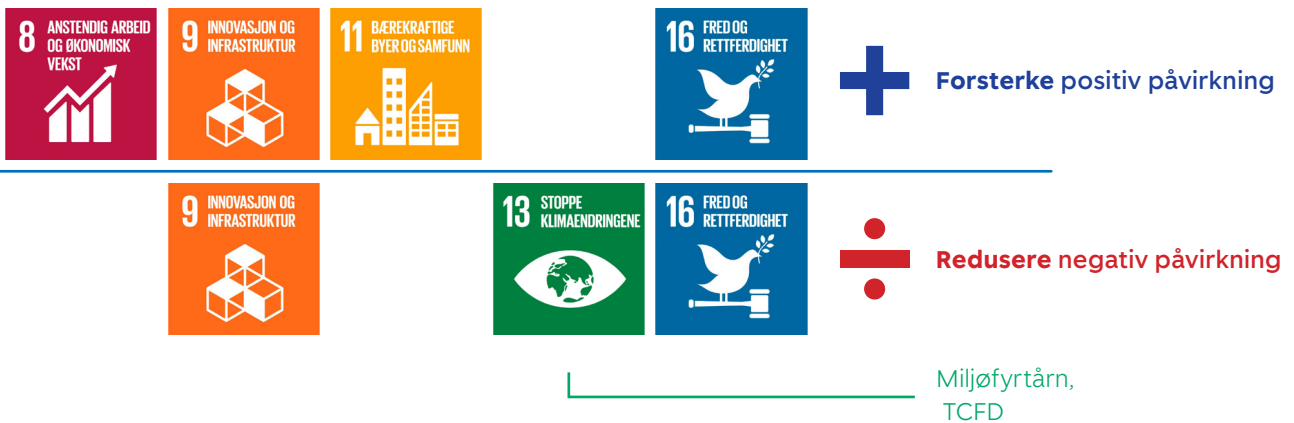 8 ANSTENDIG ARBEID
OG ØKONOMISK
VEKST
9 INNOVASJON OG
INFRASTRUKTUR
11 BÆREKRAFTIGE
BYER OG SAMFUNN
16 FRED OG
RETTFERDIGHET
Forsterke positiv påvirkning
9 INNOVASJON OG
INFRASTRUKTUR
13 STOPPE
KLIMAENDRINGENE
16 FRED OG
RETTFERDIGHET
Redusere negativ påvirkning
Miljøfyrtårn,
TCFD